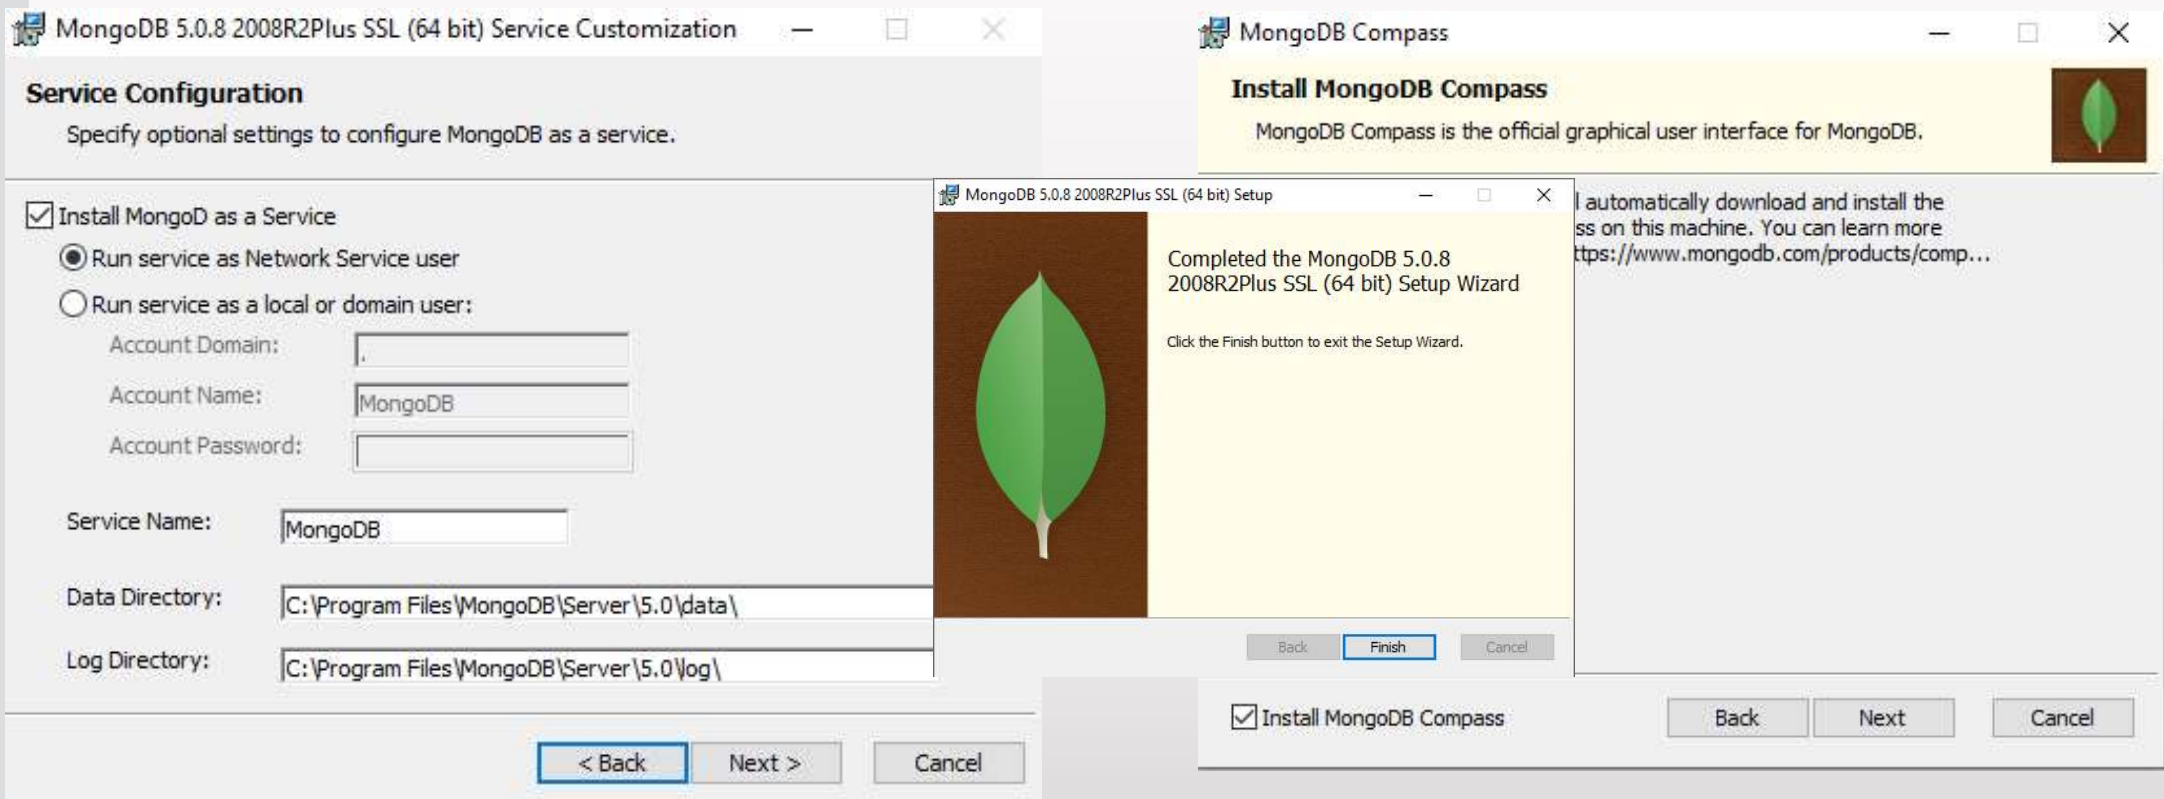 MongoDB 5.0.8 2008R2Plus SSL (64 bit) Service Customization
Service Configuration
Specify optional settings to configure MongoDB as a service.
Install MongoD as a Service
Run service as Network Service user
Run service as a local or domain user:
Account Domain:
.
Account Name:
MongoDB
Account Password:
Service Name:
MongoDB
Data Directory:
C:\Program Files\MongoDB\Server\5.0\data\
Log Directory:
C:\Program Files\MongoDB\Server\5.0\log\
< Back
Next >
Cancel
MongoDB 5.0.8 2008R2Plus SSL (64 bit) Setup
Completed the MongoDB 5.0.8
2008R2Plus SSL (64 bit) Setup Wizard
Click the Finish button to exit the Setup Wizard.
Back
Finish
Cancel
MongoDB Compass
Install MongoDB Compass
MongoDB Compass is the official graphical user interface for MongoDB.
l automatically download and install the
ss on this machine. You can learn more
ttps://www.mongodb.com/products/comp...
Install MongoDB Compass
Back
Next
Cancel